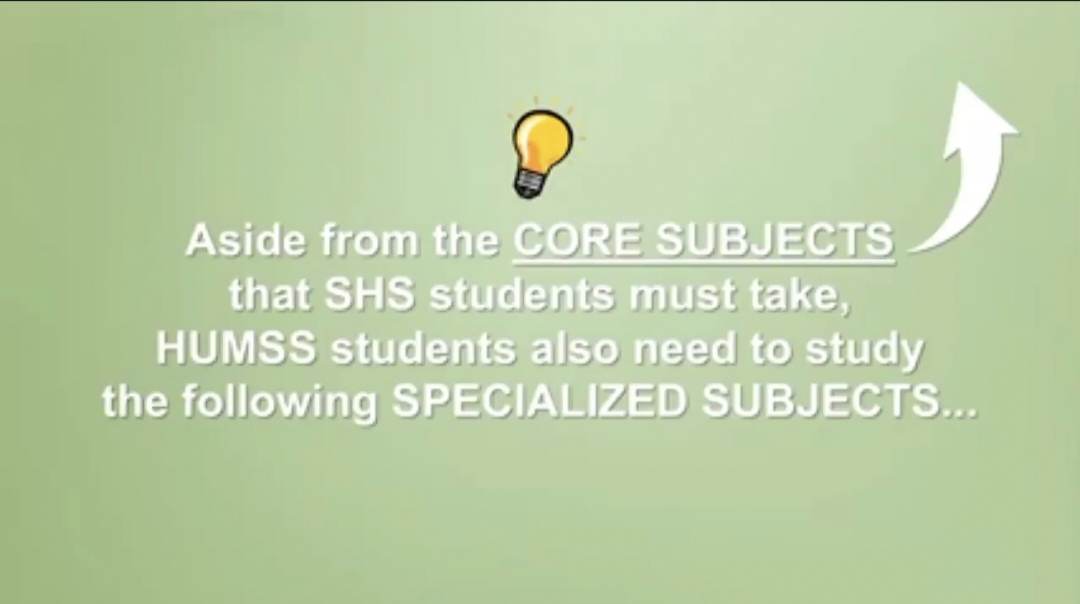 Aside from the CORE SUBJECTS
that SHS students must take,
HUMSS students also need to study
the following SPECIALIZED SUBJECTS...